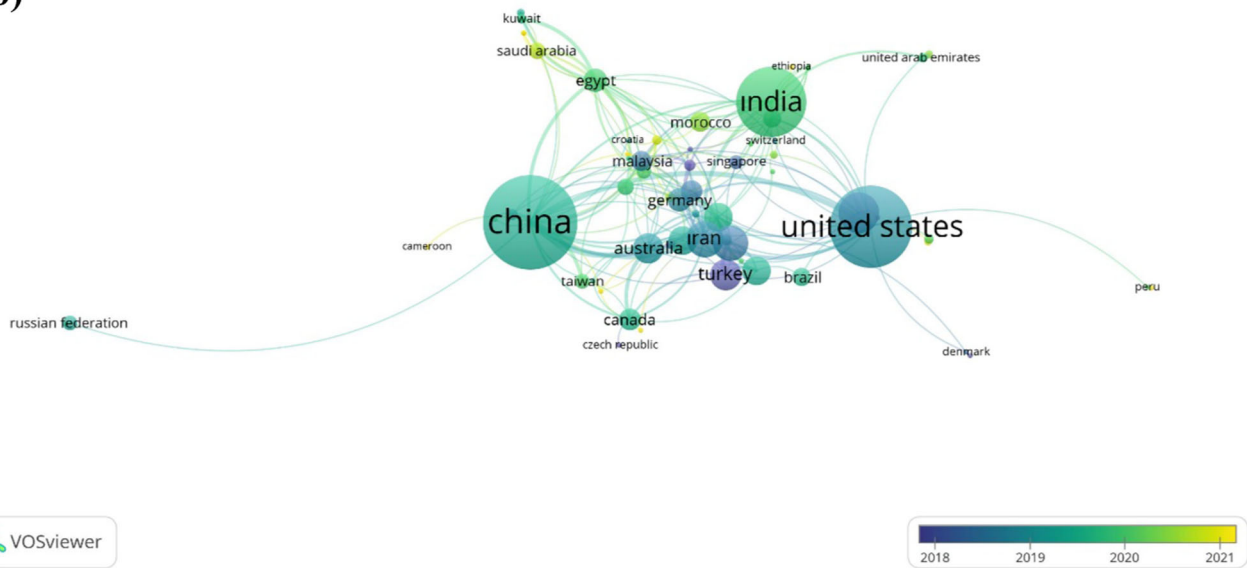 kuwait
saudi arabia
egypt
ethiopia
united arab emirates
india
morocco
croatia
switzerland
malaysia
singapore
germany
china
united states
iran
australia
cameroon
turkey
brazil
taiwan
peru
canada
russian federation
czech republic
denmark
VOSviewer
2018 2019 2020 2021